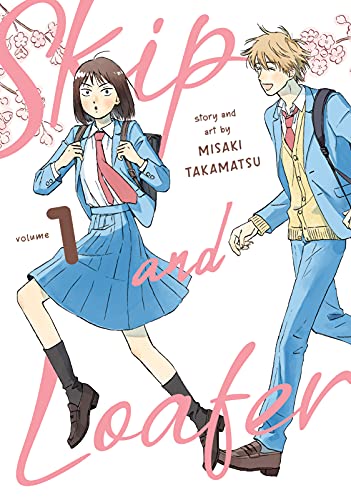 Skip
story and
art by
MISAKI
TAKAMATSU
volume
1
and
Loafer